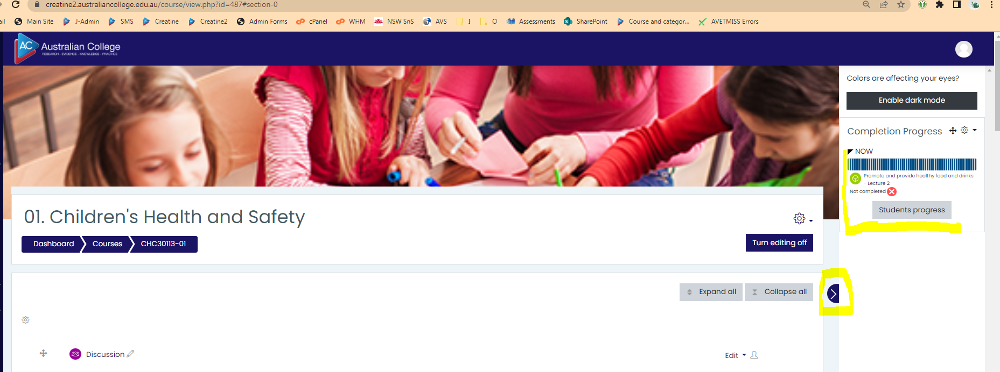 creatine2.australiancollege.edu.au/course/view.php?id=487#section-0
ail Main Site J-Admin SMS Creatine Creatine2 Admin Forms cPanel WHM NSW SnS AVS I O Assessments SharePoint Course and categor... AVETMISS Errors
AC Australian College
RESEARCH · EVIDENCE · KNOWLEDGE · PRACTICE
Colors are affecting your eyes?
Enable dark mode
Completion Progress
NOW
Promote and provide healthy food and drinks
- Lecture 2
Not completed
Students progress
01. Children's Health and Safety
Dashboard Courses CHC30113-01
Turn editing off
Expand all Collapse all
Discussion Edit